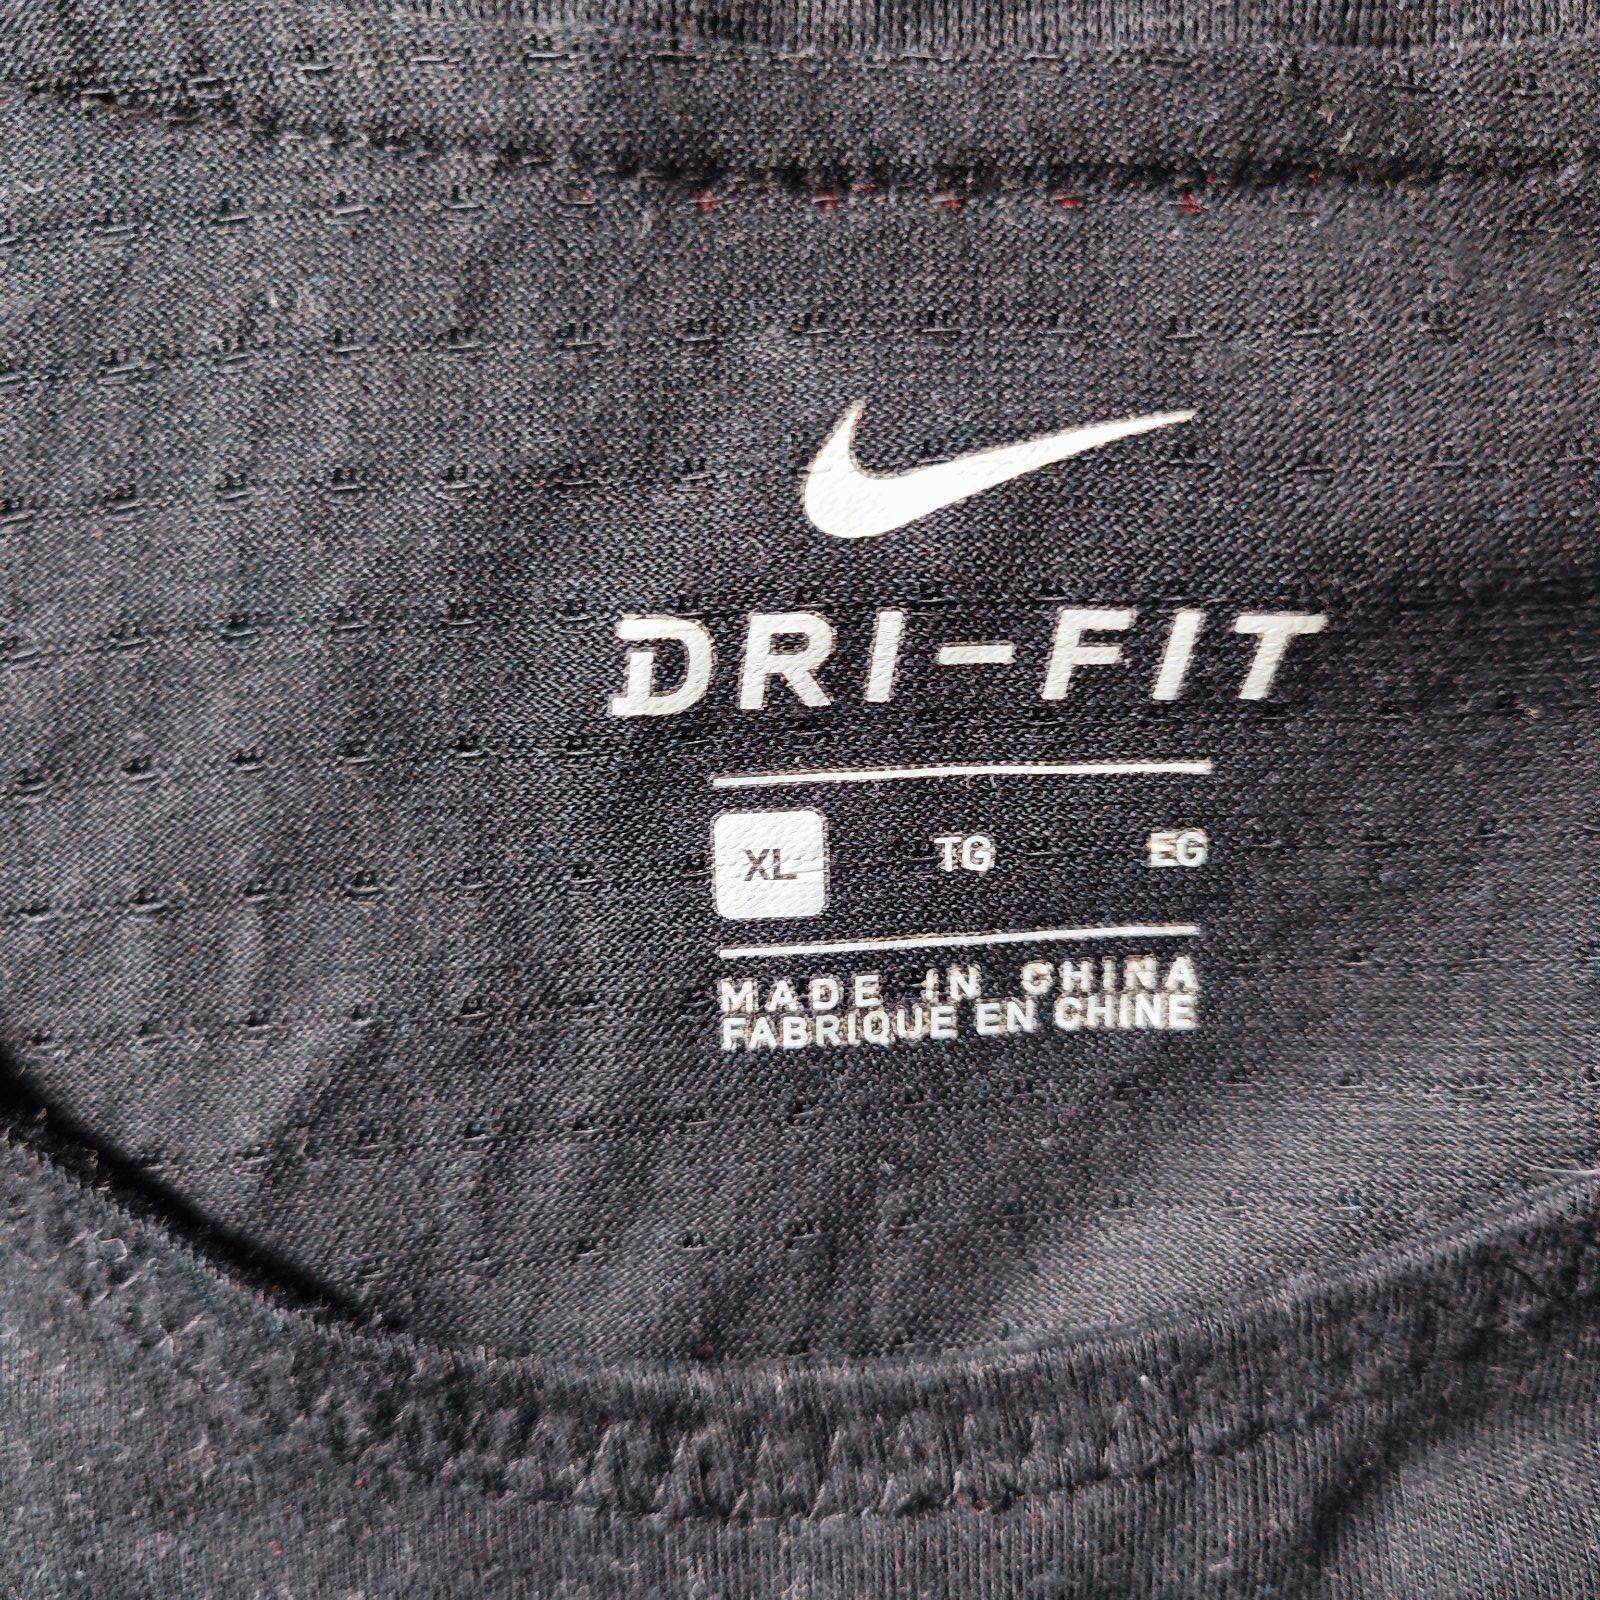 DRI-FIT
XL TG EG
MADE IN CHINA
FABRIQUE EN CHINE